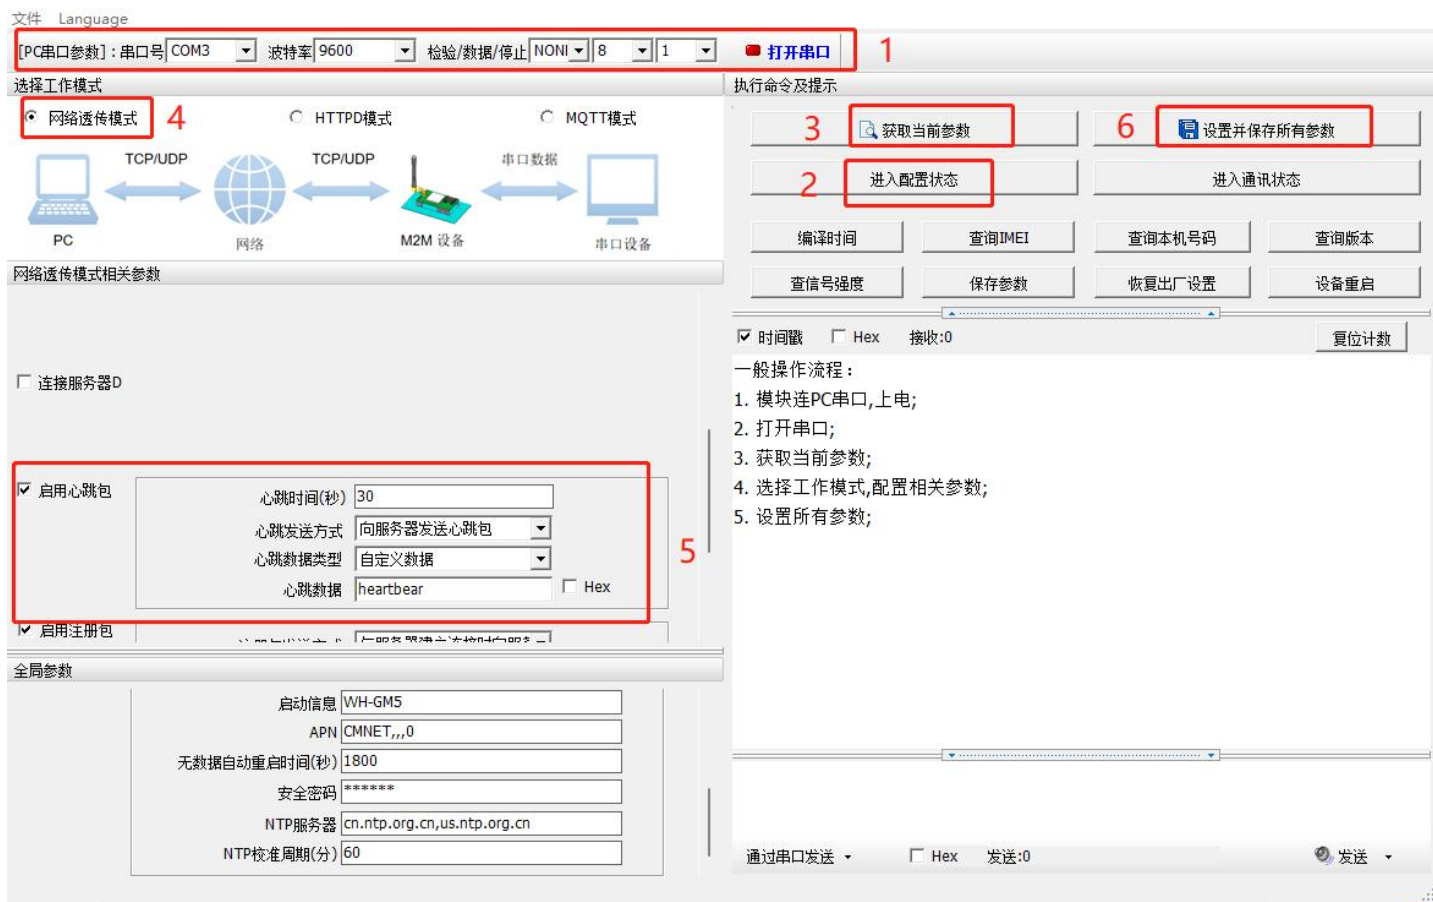 文件 Language
[PC串口参数]：串口号 COM3 波特率 9600 检验/数据/停止 NONI 8 1 打开串口 1
选择工作模式
网络透传模式 4 HTTPD模式 MQTT模式
TCP/UDP TCP/UDP 串口数据
PC 网络 M2M 设备 串口设备
网络透传模式相关参数
连接服务器D
启用心跳包
心跳时间(秒) 30
心跳发送方式 向服务器发送心跳包
心跳数据类型 自定义数据 5
心跳数据 heartbear Hex
启用注册包
全局参数
启动信息 WH-GM5
APN CMNET,,,0
无数据自动重启时间(秒) 1800
安全密码 ******
NTP服务器 cn.ntp.org.cn,us.ntp.org.cn
NTP校准周期(分) 60
执行命令及提示
3 获取当前参数 6 设置并保存所有参数
2 进入配置状态 进入通讯状态
编译时间 查询IMEI 查询本机号码 查询版本
查信号强度 保存参数 恢复出厂设置 设备重启
时间戳 Hex 接收:0 复位计数
一般操作流程：
1. 模块连PC串口,上电;
2. 打开串口;
3. 获取当前参数;
4. 选择工作模式,配置相关参数;
5. 设置所有参数;
通过串口发送 Hex 发送:0 发送